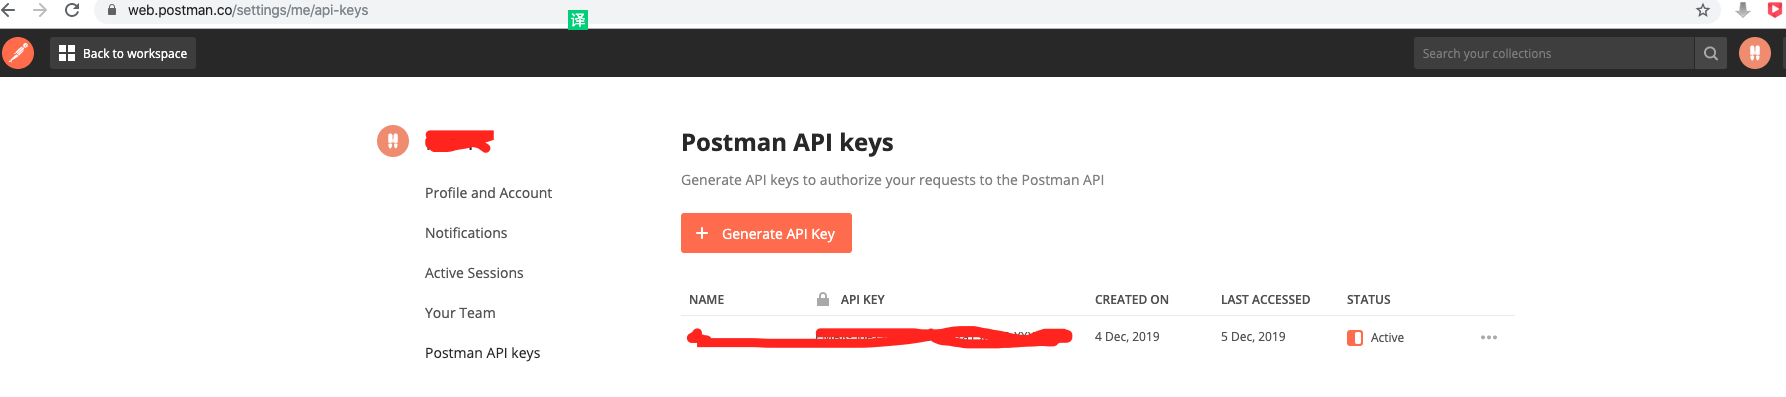 web.postman.co/settings/me/api-keys
译
Back to workspace
Search your collections
Postman API keys
Generate API keys to authorize your requests to the Postman API
Profile and Account
Notifications
Generate API Key
Active Sessions
NAME API KEY CREATED ON LAST ACCESSED STATUS
Your Team
4 Dec, 2019 5 Dec, 2019 Active
Postman API keys